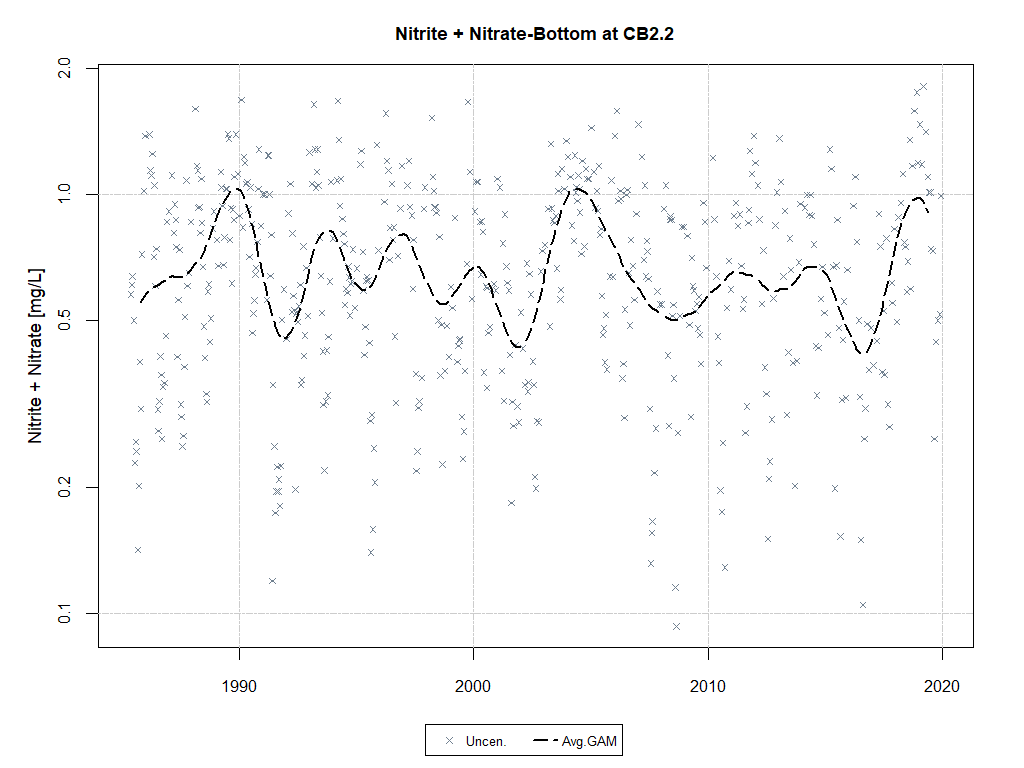 Nitrite + Nitrate-Bottom at CB2.2
Nitrite + Nitrate [mg/L]
2.0
1.0
0.5
0.2
0.1
1990 2000 2010 2020
Uncen. Avg.GAM